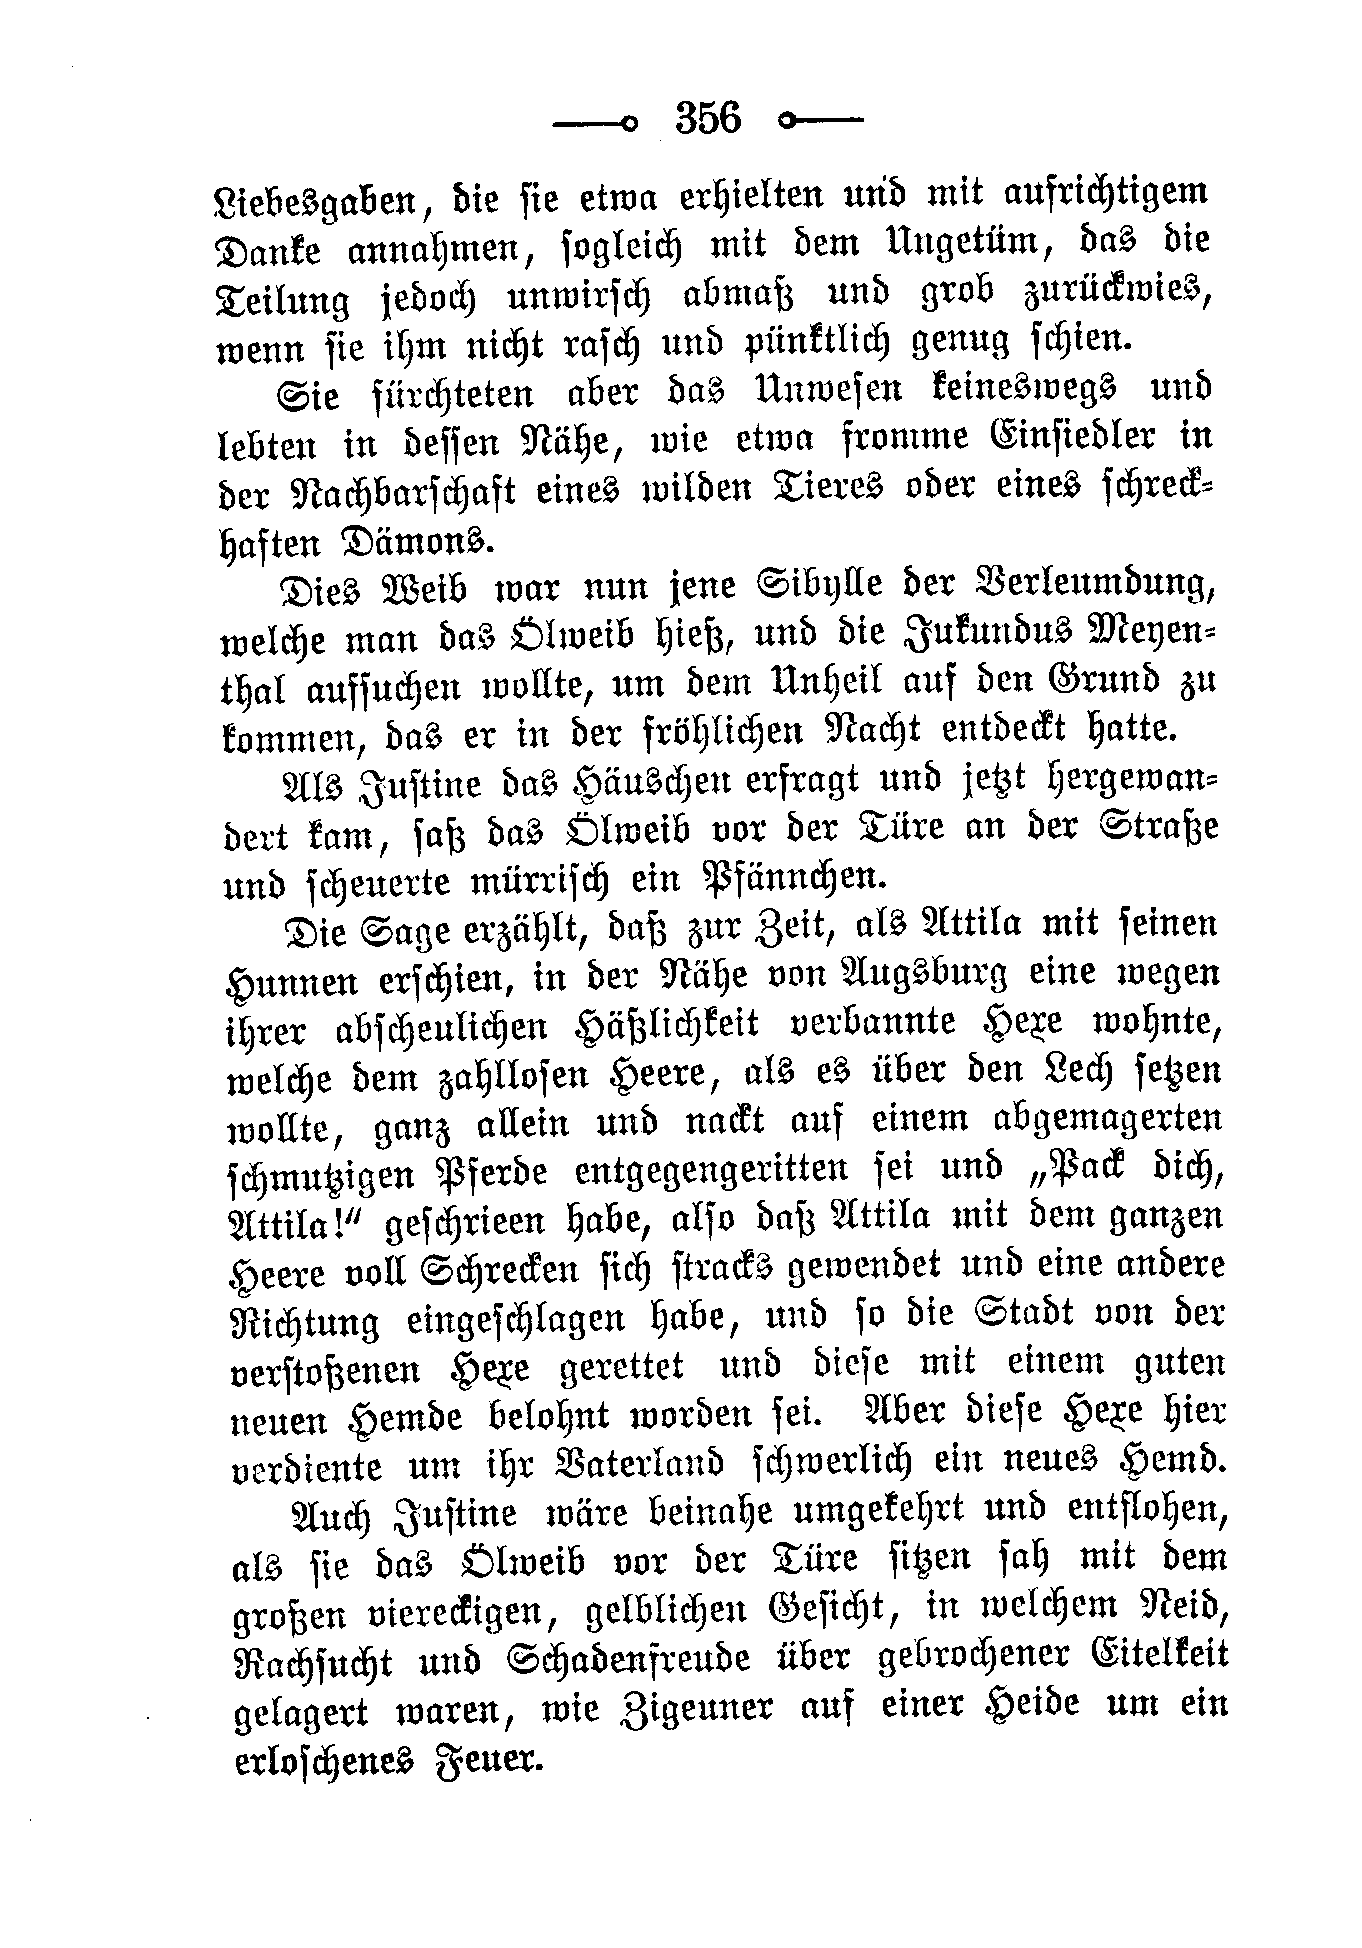 356
Liebesgaben, die sie etwa erhielten und mit aufrichtigem
Danke annahmen, sogleich mit dem Ungetüm, das die
Teilung jedoch unwirsch abmaß und grob zurückwies,
wenn sie ihm nicht rasch und pünktlich genug schien.
Sie fürchteten aber das Unwesen keineswegs und
lebten in dessen Nähe, wie etwa fromme Einsiedler in
der Nachbarschaft eines wilden Tieres oder eines schreck-
haften Dämons.
Dies Weib war nun jene Sibylle der Verleumdung,
welche man das Ölweib hieß, und die Jukundus Meyen-
thal aufsuchen wollte, um dem Unheil auf den Grund zu
kommen, das er in der fröhlichen Nacht entdeckt hatte.
Als Justine das Häuschen erfragt und jetzt hergewan-
dert kam, saß das Ölweib vor der Türe an der Straße
und scheuerte mürrisch ein Pfännchen.
Die Sage erzählt, daß zur Zeit, als Attila mit seinen
Hunnen erschien, in der Nähe von Augsburg eine wegen
ihrer abscheulichen Häßlichkeit verbannte Hexe wohnte,
welche dem zahllosen Heere, als es über den Lech setzen
wollte, ganz allein und nackt auf einem abgemagerten
schmutzigen Pferde entgegengeritten sei und „Pack dich,
Attila!“ geschrieen habe, also daß Attila mit dem ganzen
Heere voll Schrecken sich stracks gewendet und eine andere
Richtung eingeschlagen habe, und so die Stadt von der
verstoßenen Hexe gerettet und diese mit einem guten
neuen Hemde belohnt worden sei. Aber diese Hexe hier
verdiente um ihr Vaterland schwerlich ein neues Hemd.
Auch Justine wäre beinahe umgekehrt und entflohen,
als sie das Ölweib vor der Türe sitzen sah mit dem
großen viereckigen, gelblichen Gesicht, in welchem Neid,
Rachsucht und Schadenfreude über gebrochener Eitelkeit
gelagert waren, wie Zigeuner auf einer Heide um ein
erloschenes Feuer.